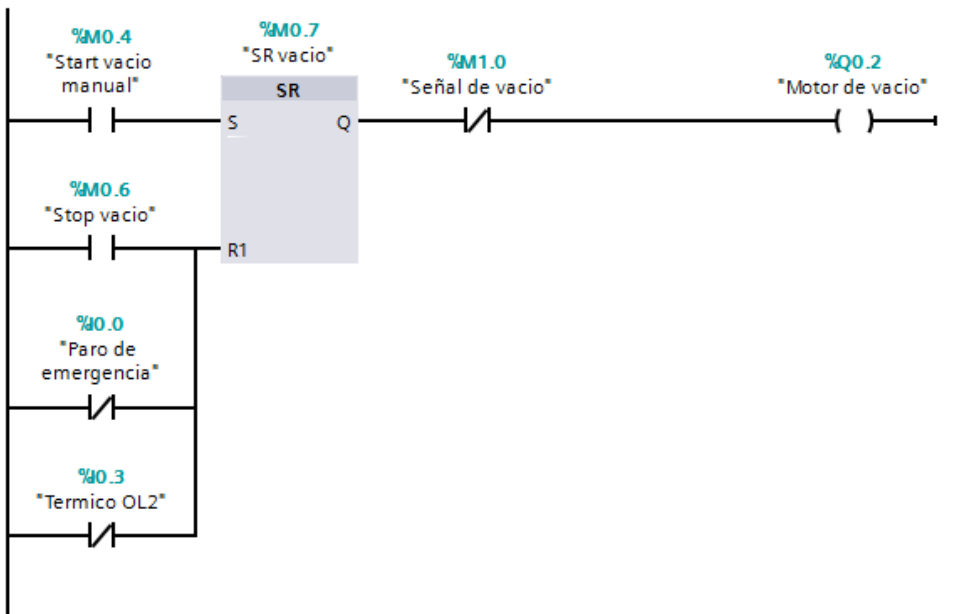 %M0.4
"Start vacio
manual"
%M0.7
"SR vacio"
SR
S
Q
%M1.0
"Señal de vacio"
%Q0.2
"Motor de vacio"
%M0.6
"Stop vacio"
R1
%I0.0
"Paro de
emergencia"
%I0.3
"Termico OL2"